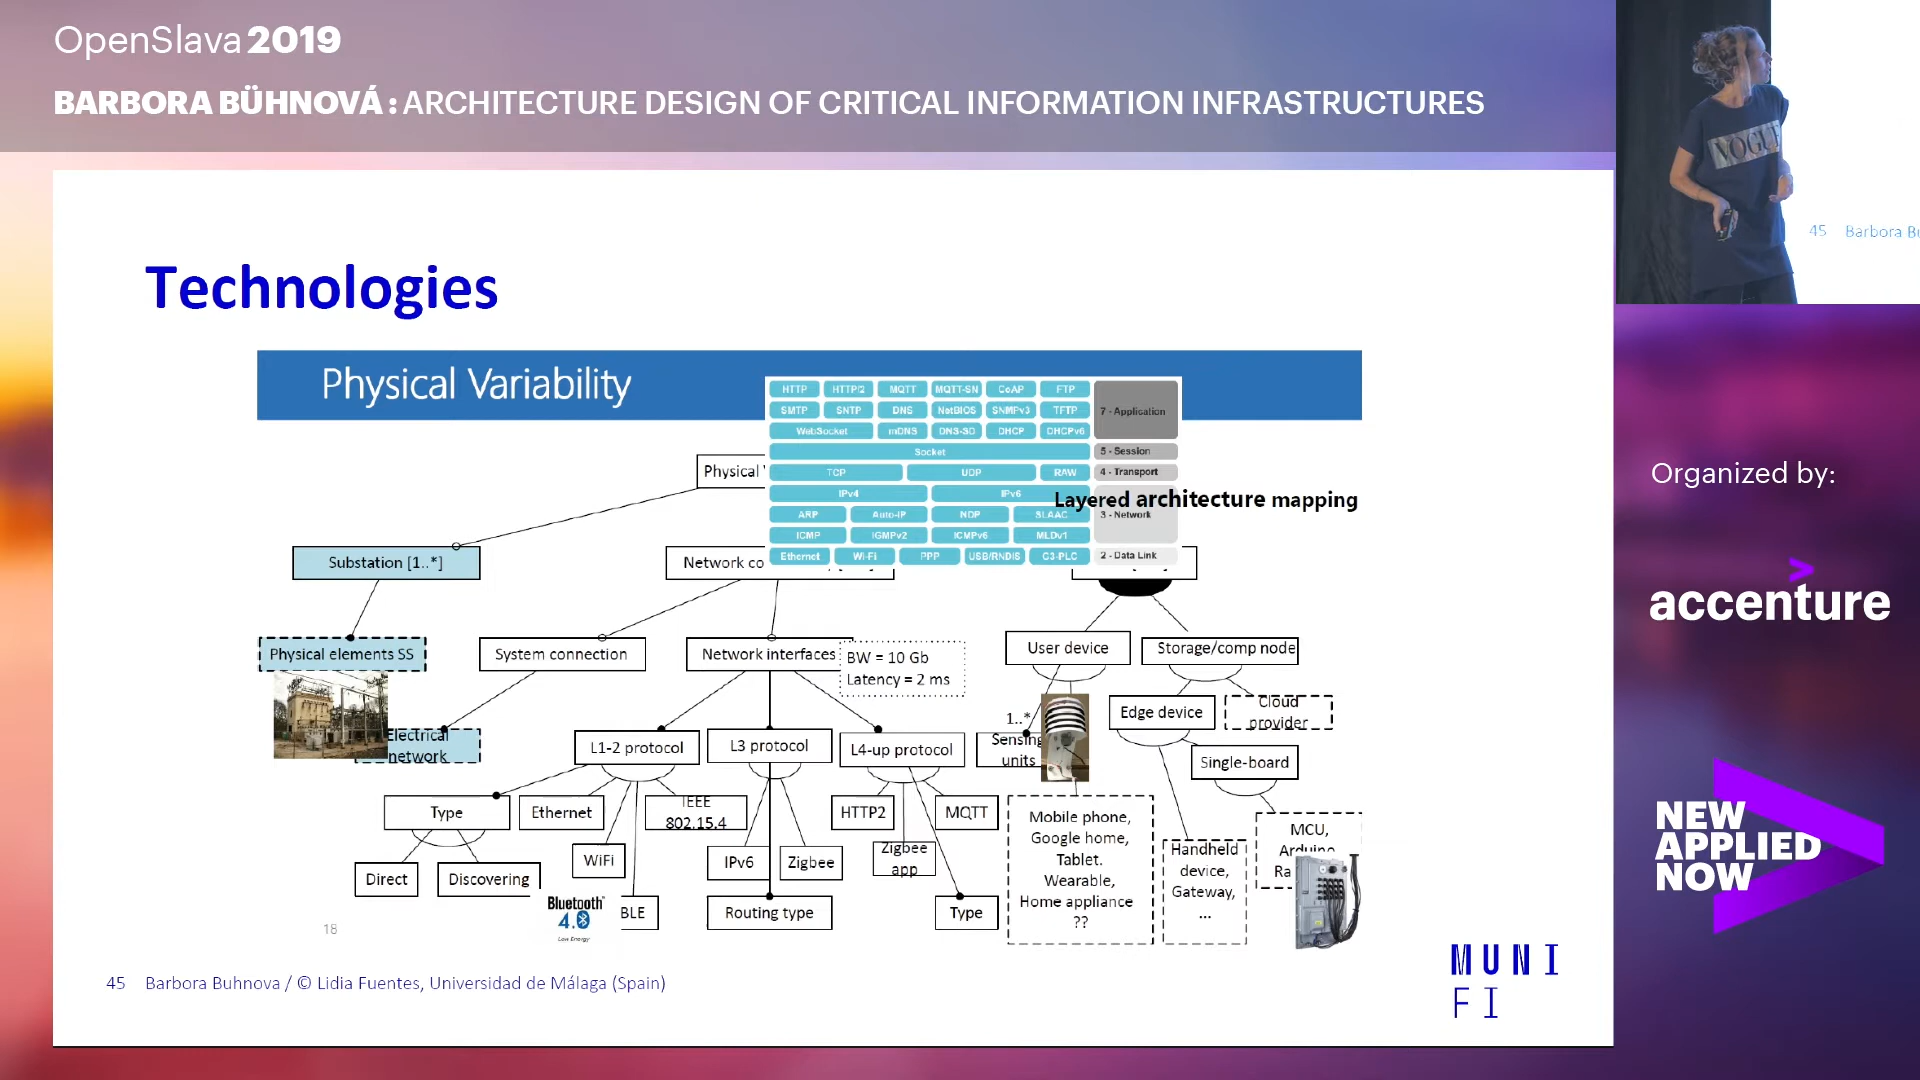 OpenSlava 2019
BARBORA BÜHNOVÁ : ARCHITECTURE DESIGN OF CRITICAL INFORMATION INFRASTRUCTURES
VOGUE
45 Barbora Bu
Technologies
Physical Variability
HTTP HTTP/2 MQTT MQTT-SN CoAP FTP
7 - Application
SMTP SNTP DNS NetBIOS SNMPv3 TFTP
WebSocket mDNS DNS-SD DHCP DHCPv6
Socket 5 - Session
TCP UDP RAW 4 - Transport
IPv4 IPv6
Layered architecture mapping
ARP Auto-IP NDP SLAAC 3 - Network
ICMP IGMPv2 ICMPv6 MLDv1
Ethernet Wi-Fi PPP USB/RNDIS G3-PLC 2 - Data Link
Physical
Substation [1..*]
Network co
Physical elements SS
System connection
Network interfaces
BW = 10 Gb
Latency = 2 ms
User device
Storage/comp node
Electrical
network
L1-2 protocol
L3 protocol
L4-up protocol
1..*
Sensing
units
Edge device
Cloud
provider
Single-board
Type
Ethernet
IEEE
802.15.4
HTTP2
MQTT
WiFi
IPv6
Zigbee
Zigbee
app
Direct
Discovering
Bluetooth
4.0
Low Energy
BLE
Routing type
Type
Mobile phone,
Google home,
Tablet.
Wearable,
Home appliance
??
Handheld
device,
Gateway,
...
MCU,
Arduino
Ra
18
45 Barbora Buhnova / © Lidia Fuentes, Universidad de Málaga (Spain)
MUNI
FI
Organized by:
accenture
NEW
APPLIED
NOW